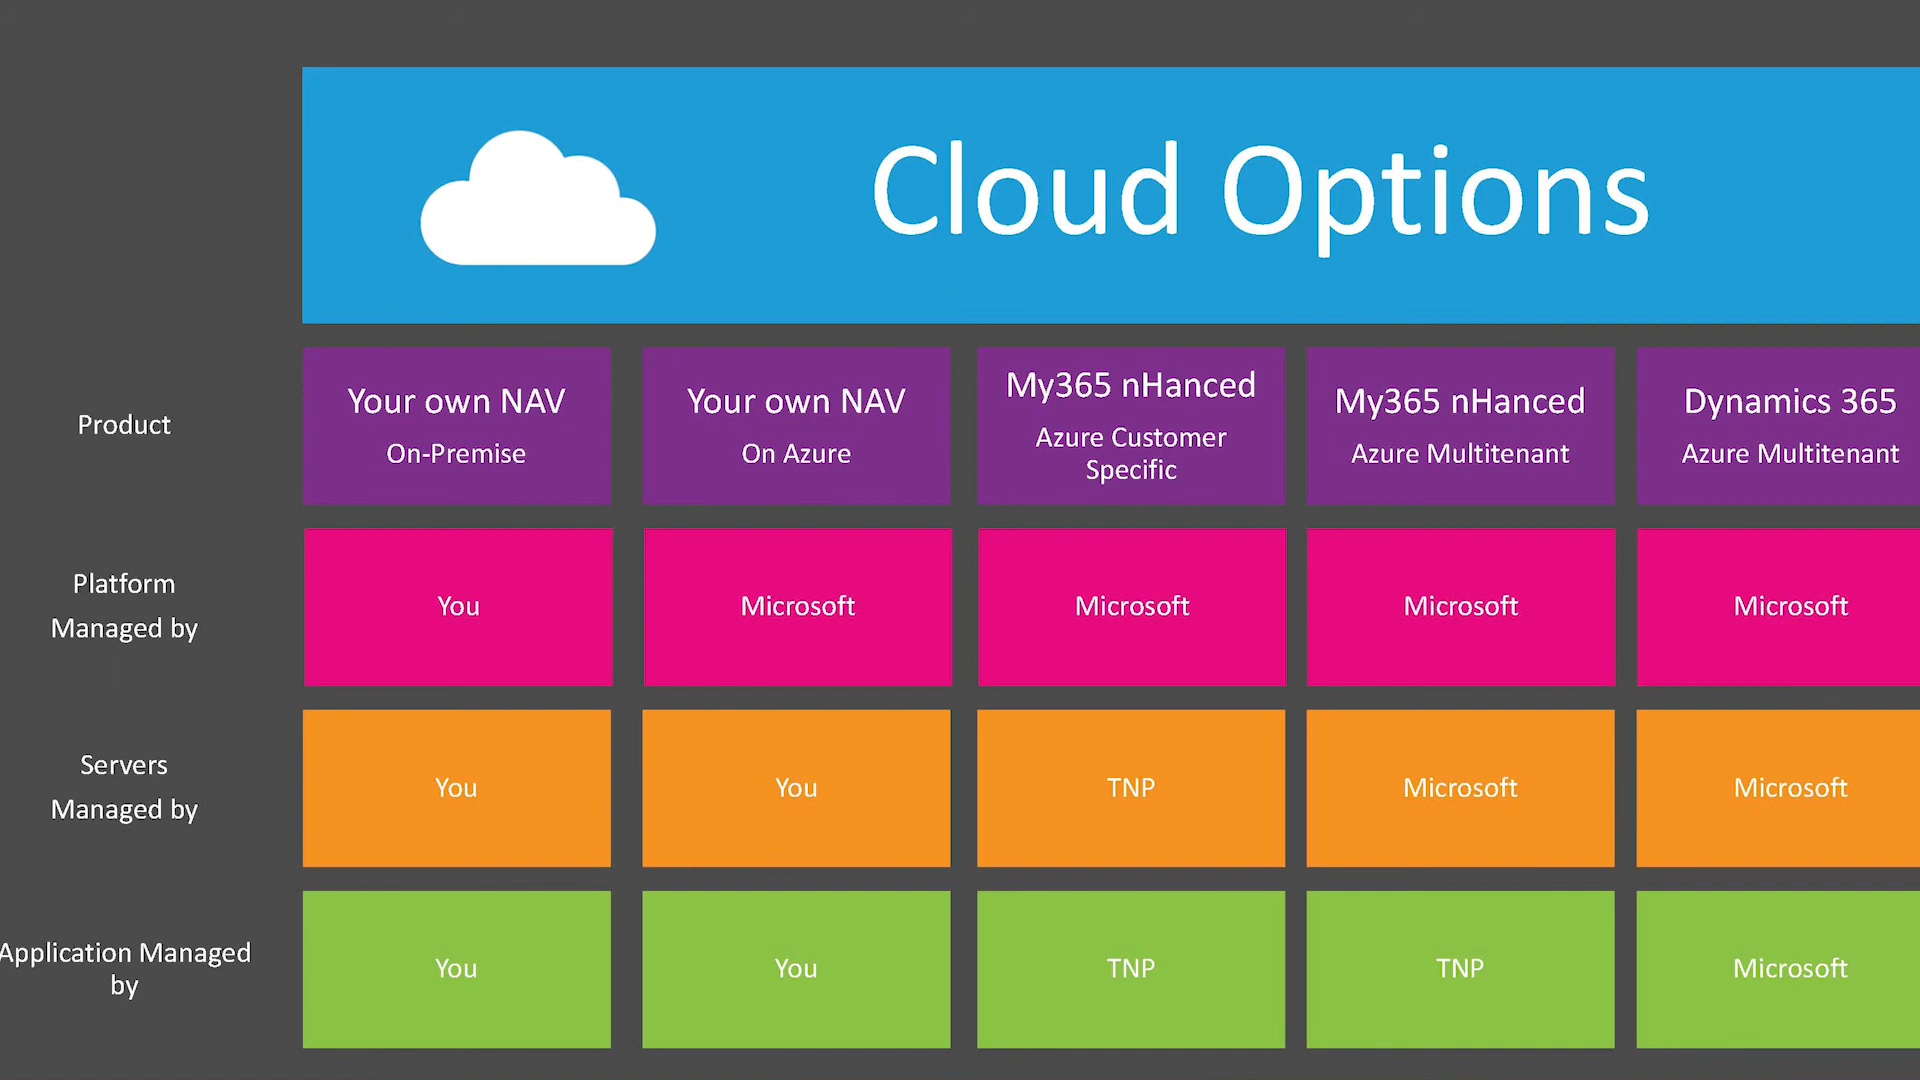 Cloud Options
Product
Your own NAV
On-Premise
Your own NAV
On Azure
My365 nHanced
Azure Customer
Specific
My365 nHanced
Azure Multitenant
Dynamics 365
Azure Multitenant
Platform
Managed by
You
Microsoft
Microsoft
Microsoft
Microsoft
Servers
Managed by
You
You
TNP
Microsoft
Microsoft
Application Managed
by
You
You
TNP
TNP
Microsoft